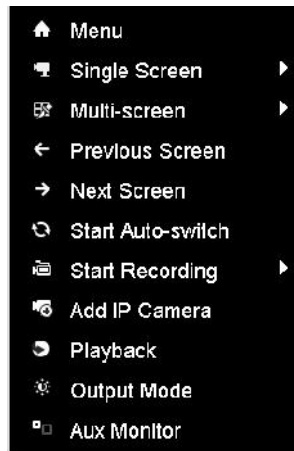 Menu
Single Screen
Multi-screen
Previous Screen
Next Screen
Start Auto-switch
Start Recording
Add IP Camera
Playback
Output Mode
Aux Monitor